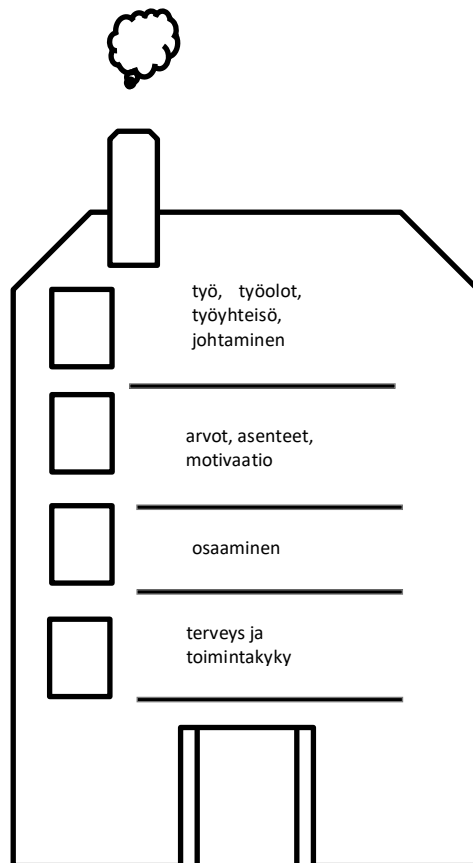 työ, työolot,
työyhteisö,
johtaminen
arvot, asenteet,
motivaatio
osaaminen
terveys ja
toimintakyky